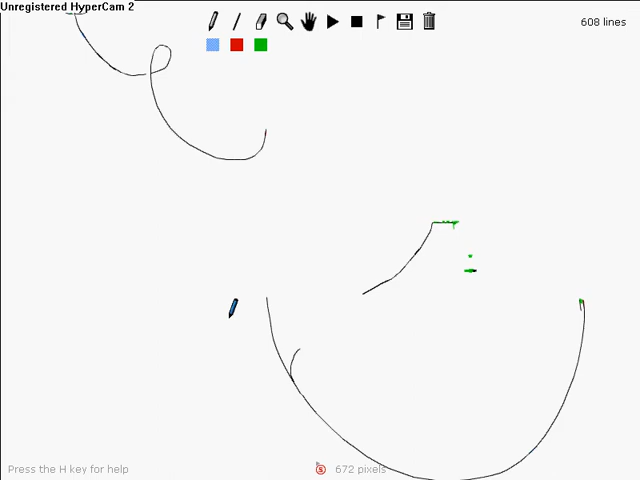 Unregistered HyperCam 2
608 lines
Press the H key for help
672 pixels